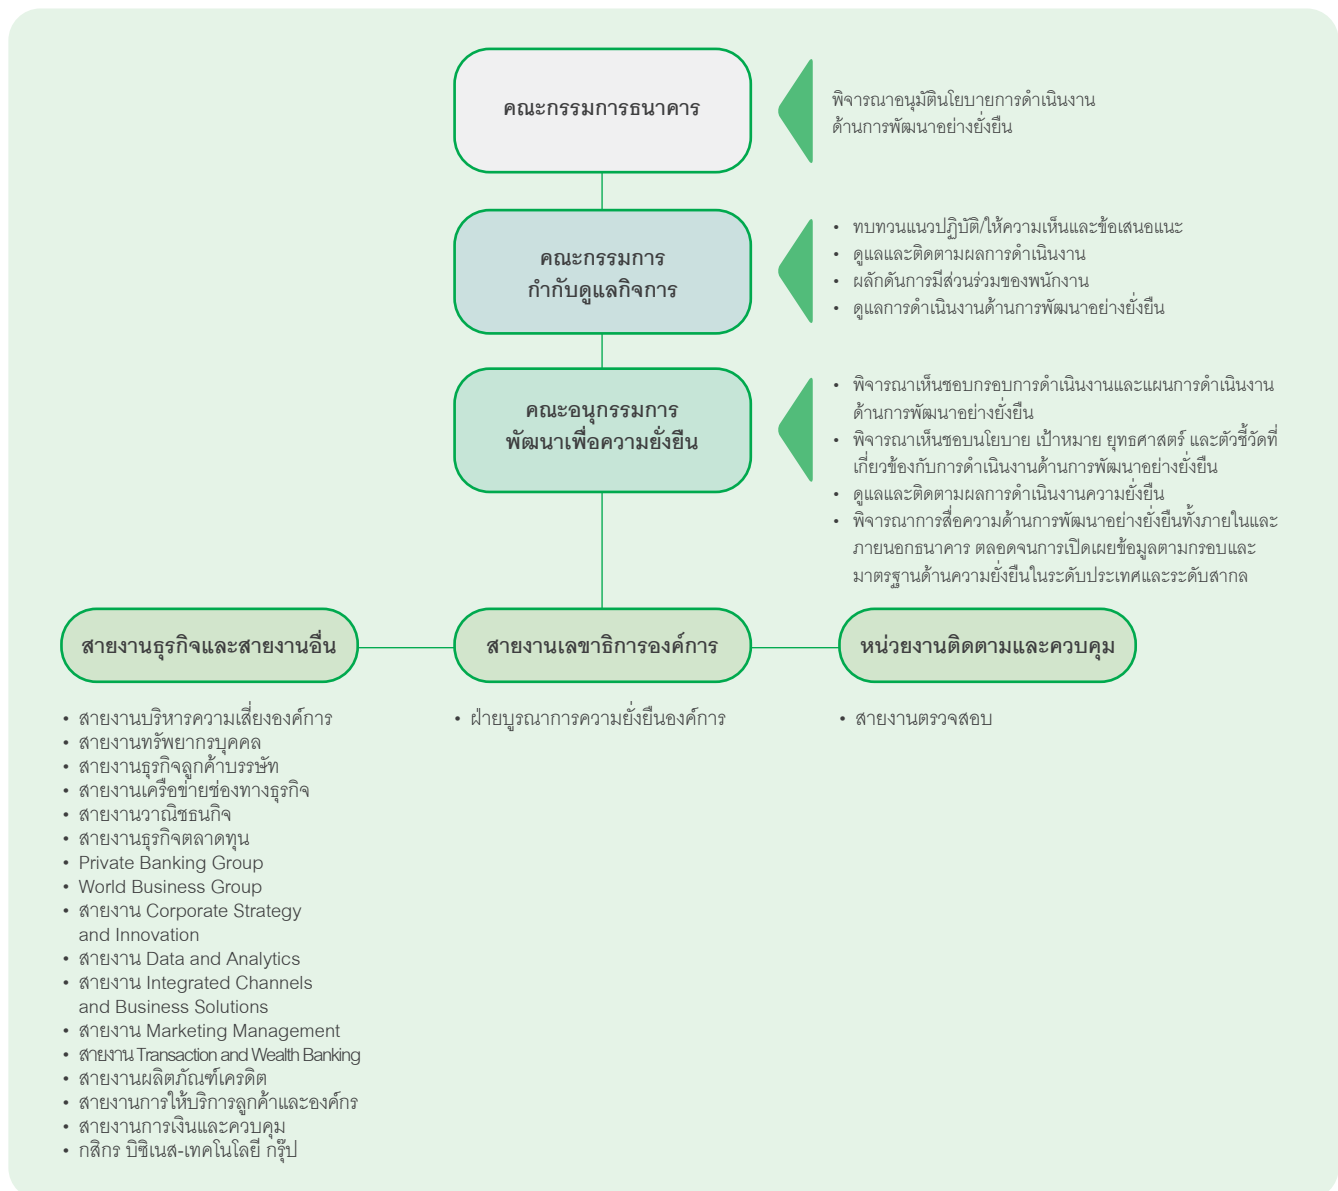 คณะกรรมการธนาคาร
พิจารณาอนุมัตินโยบายการดำเนินงาน
ด้านการพัฒนาอย่างยั่งยืน
คณะกรรมการ
กำกับดูแลกิจการ
• ทบทวนแนวปฏิบัติ/ให้ความเห็นและข้อเสนอแนะ
• ดูแลและติดตามผลการดำเนินงาน
• ผลักดันการมีส่วนร่วมของพนักงาน
• ดูแลการดำเนินงานด้านการพัฒนาอย่างยั่งยืน
คณะอนุกรรมการ
พัฒนาเพื่อความยั่งยืน
• พิจารณาเห็นชอบกรอบการดำเนินงานและแผนการดำเนินงาน
ด้านการพัฒนาอย่างยั่งยืน
• พิจารณาเห็นชอบนโยบาย เป้าหมาย ยุทธศาสตร์ และตัวชี้วัดที่
เกี่ยวข้องกับการดำเนินงานด้านการพัฒนาอย่างยั่งยืน
• ดูแลและติดตามผลการดำเนินงานความยั่งยืน
• พิจารณาการสื่อความด้านการพัฒนาอย่างยั่งยืนทั้งภายในและ
ภายนอกธนาคาร ตลอดจนการเปิดเผยข้อมูลตามกรอบและ
มาตรฐานด้านความยั่งยืนในระดับประเทศและระดับสากล
สายงานธุรกิจและสายงานอื่น
• สายงานบริหารความเสี่ยงองค์การ
• สายงานทรัพยากรบุคคล
• สายงานธุรกิจลูกค้าบรรษัท
• สายงานเครือข่ายช่องทางธุรกิจ
• สายงานวาณิชธนกิจ
• สายงานธุรกิจตลาดทุน
• Private Banking Group
• World Business Group
• สายงาน Corporate Strategy
and Innovation
• สายงาน Data and Analytics
• สายงาน Integrated Channels
and Business Solutions
• สายงาน Marketing Management
• สายงาน Transaction and Wealth Banking
• สายงานผลิตภัณฑ์เครดิต
• สายงานการให้บริการลูกค้าและองค์กร
• สายงานการเงินและควบคุม
• กสิกร บิซิเนส-เทคโนโลยี กรุ๊ป
สายงานเลขาธิการองค์การ
• ฝ่ายบูรณาการความยั่งยืนองค์การ
หน่วยงานติดตามและควบคุม
• สายงานตรวจสอบ